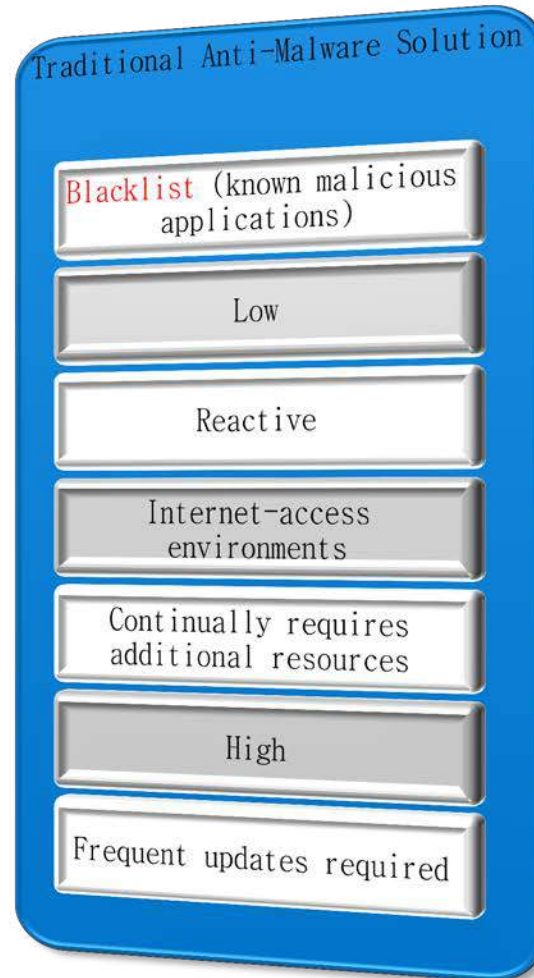 Traditional Anti-Malware Solution
Blacklist (known malicious
applications)
Low
Reactive
Internet-access
environments
Continually requires
additional resources
High
Frequent updates required